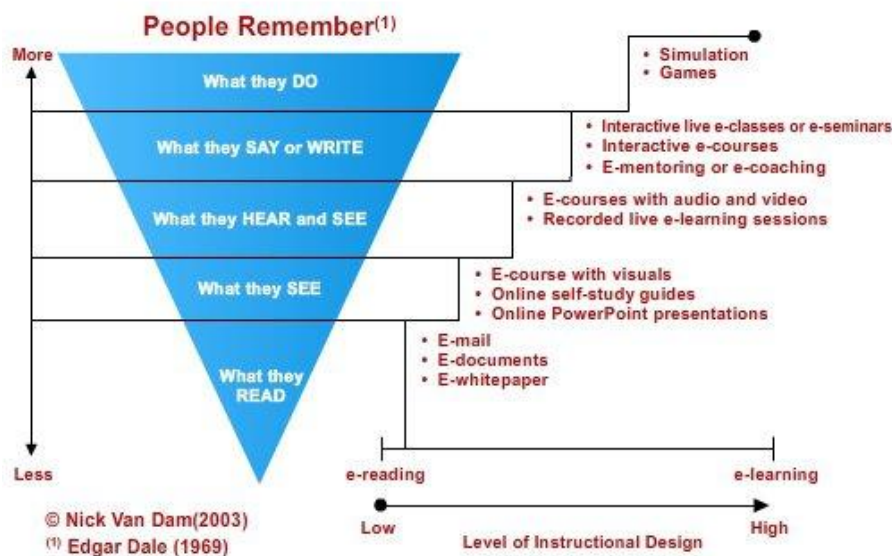 People Remember(1)
More
What they DO
• Simulation
• Games
What they SAY or WRITE
• Interactive live e-classes or e-seminars
• Interactive e-courses
• E-mentoring or e-coaching
What they HEAR and SEE
• E-courses with audio and video
• Recorded live e-learning sessions
What they SEE
• E-course with visuals
• Online self-study guides
• Online PowerPoint presentations
What they
READ
• E-mail
• E-documents
• E-whitepaper
Less
e-reading
e-learning
© Nick Van Dam(2003)
(1) Edgar Dale (1969)
Low
High
Level of Instructional Design